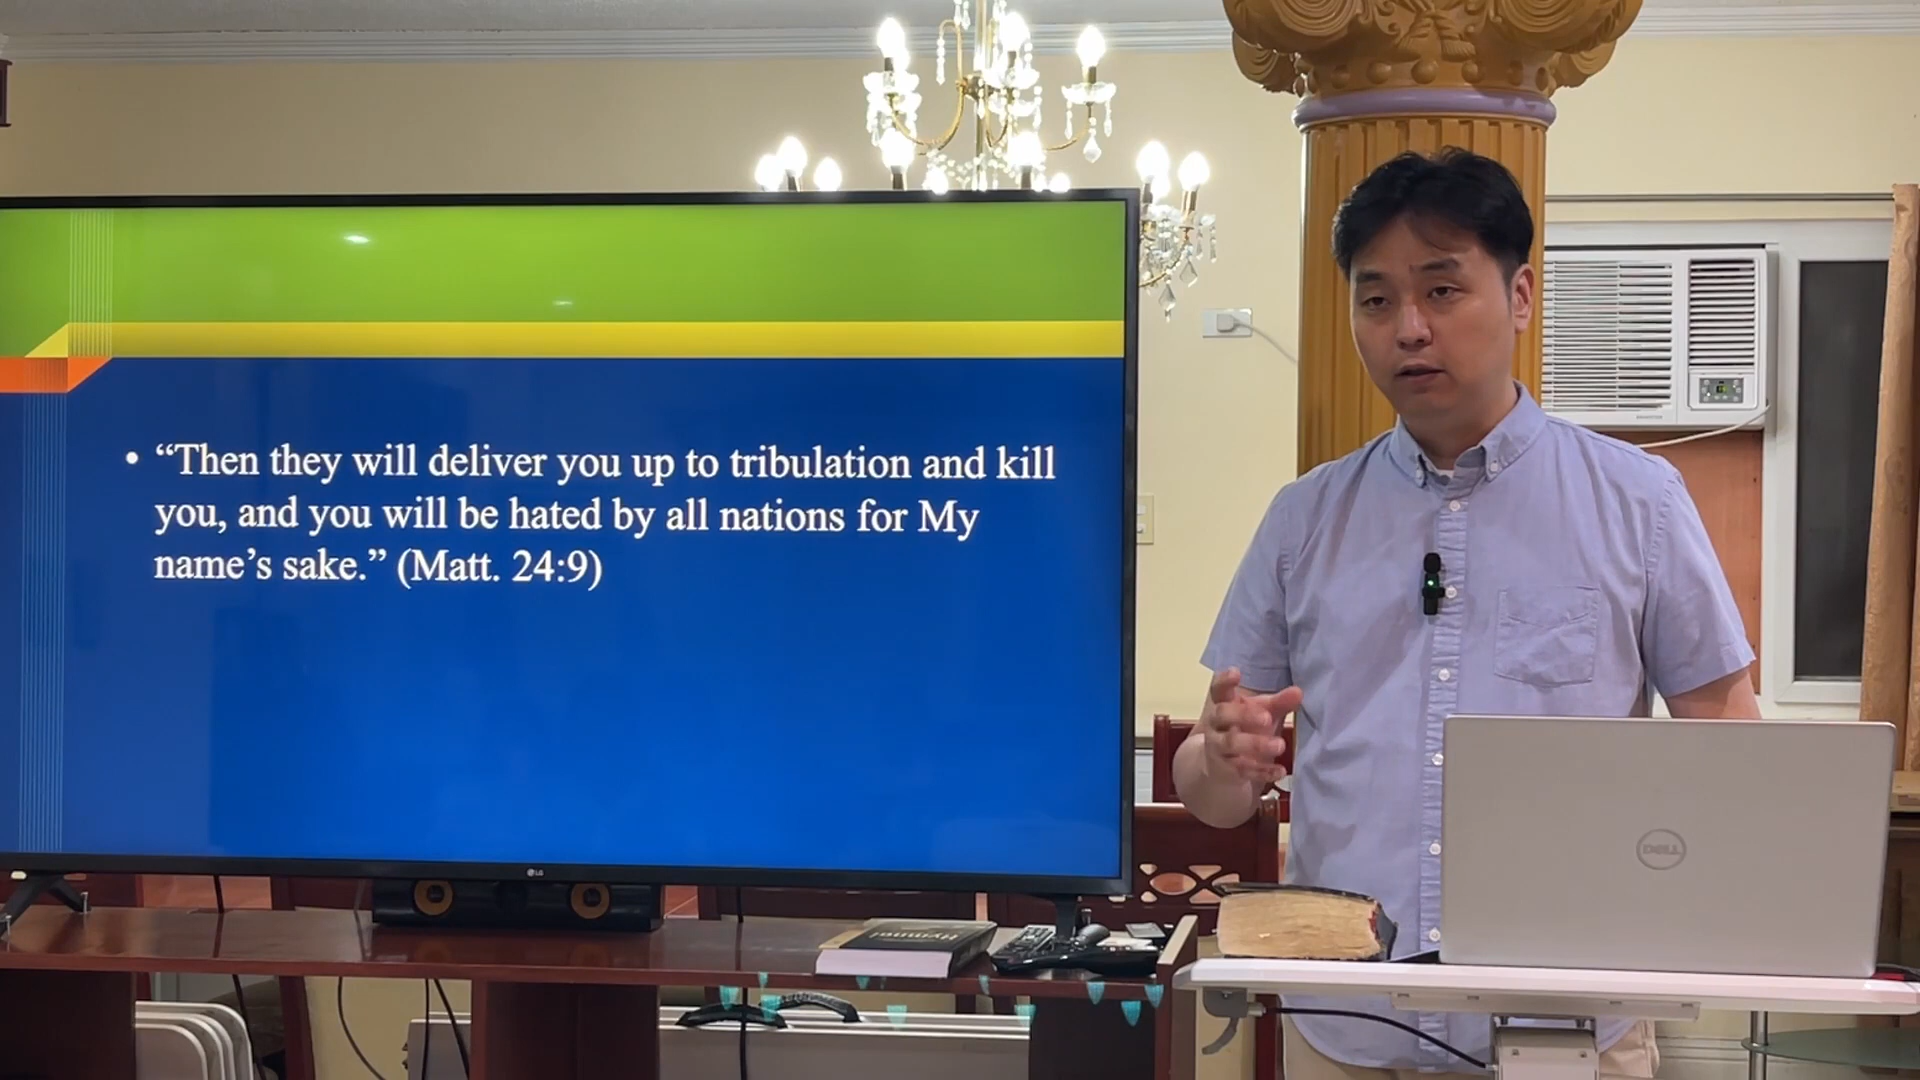 • “Then they will deliver you up to tribulation and kill
you, and you will be hated by all nations for My
name’s sake.” (Matt. 24:9)
LG
DELL
Hymnal